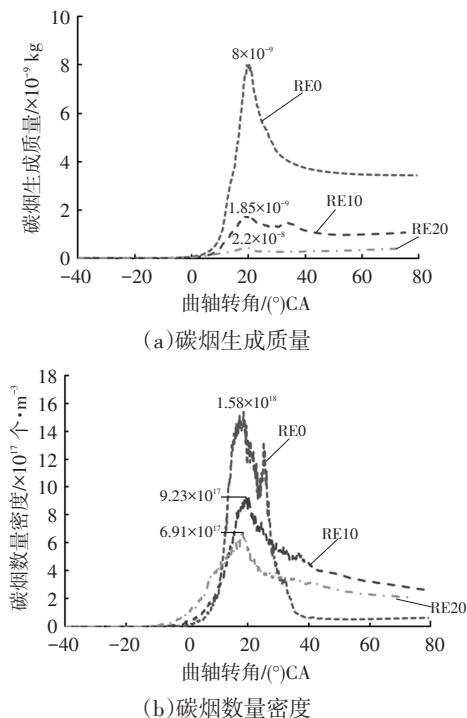 碳烟生成质量/×10⁻⁹ kg
10
8
6
4
2
0
8×10⁻⁹
RE0
1.85×10⁻⁹
RE10
2.2×10⁻⁸
RE20
−40 −20 0 20 40 60 80
曲轴转角/(°)CA
(a)碳烟生成质量
碳烟数量密度/×10¹⁷ 个·m⁻³
18
16
14
12
10
8
6
4
2
0
1.58×10¹⁸
RE0
9.23×10¹⁷
6.91×10¹⁷
RE10
RE20
−40 −20 0 20 40 60 80
曲轴转角/(°)CA
(b)碳烟数量密度